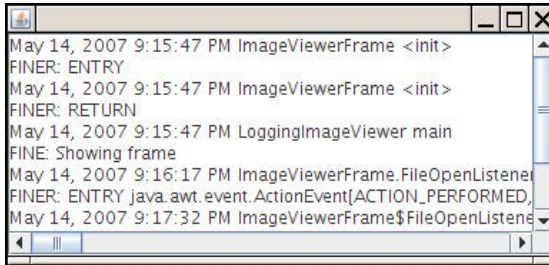 May 14, 2007 9:15:47 PM ImageViewerFrame <init>
FINER: ENTRY
May 14, 2007 9:15:47 PM ImageViewerFrame <init>
FINER: RETURN
May 14, 2007 9:15:47 PM LoggingImageViewer main
FINE: Showing frame
May 14, 2007 9:16:17 PM ImageViewerFrame.FileOpenListener
FINER: ENTRY java.awt.event.ActionEvent[ACTION_PERFORMED,
May 14, 2007 9:17:32 PM ImageViewerFrame$FileOpenListene